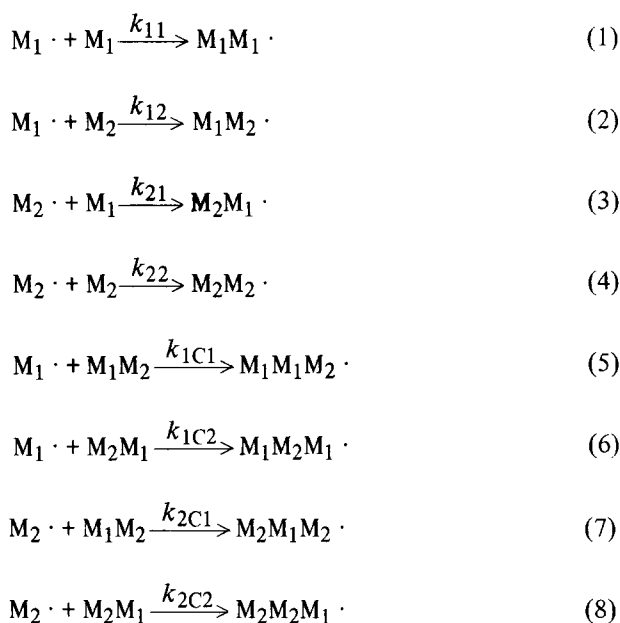 M₁ · + M₁ —k₁₁→ M₁M₁ · (1)
M₁ · + M₂ —k₁₂→ M₁M₂ · (2)
M₂ · + M₁ —k₂₁→ M₂M₁ · (3)
M₂ · + M₂ —k₂₂→ M₂M₂ · (4)
M₁ · + M₁M₂ —k₁C₁→ M₁M₁M₂ · (5)
M₁ · + M₂M₁ —k₁C₂→ M₁M₂M₁ · (6)
M₂ · + M₁M₂ —k₂C₁→ M₂M₁M₂ · (7)
M₂ · + M₂M₁ —k₂C₂→ M₂M₂M₁ · (8)